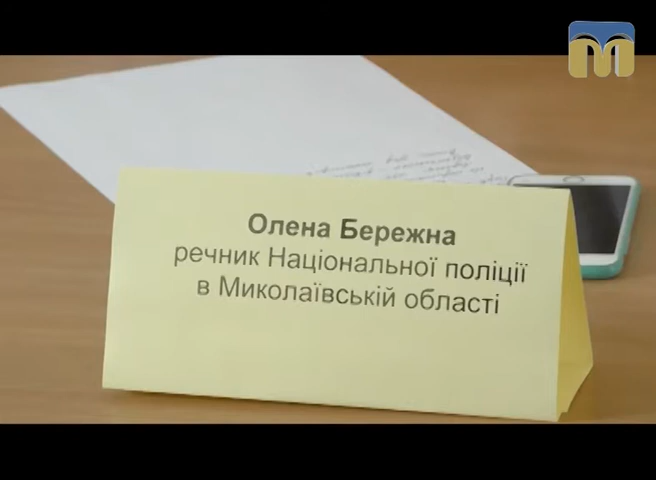 Олена Бережна
речник Національної поліції
в Миколаївській області